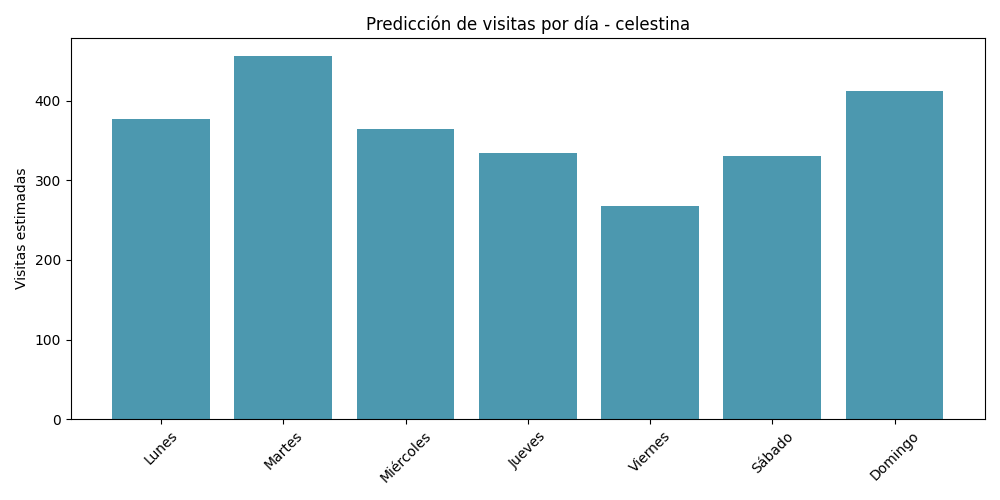 Predicción de visitas por día - celestina
Visitas estimadas
400
300
200
100
0
Lunes
Martes
Miércoles
Jueves
Viernes
Sábado
Domingo